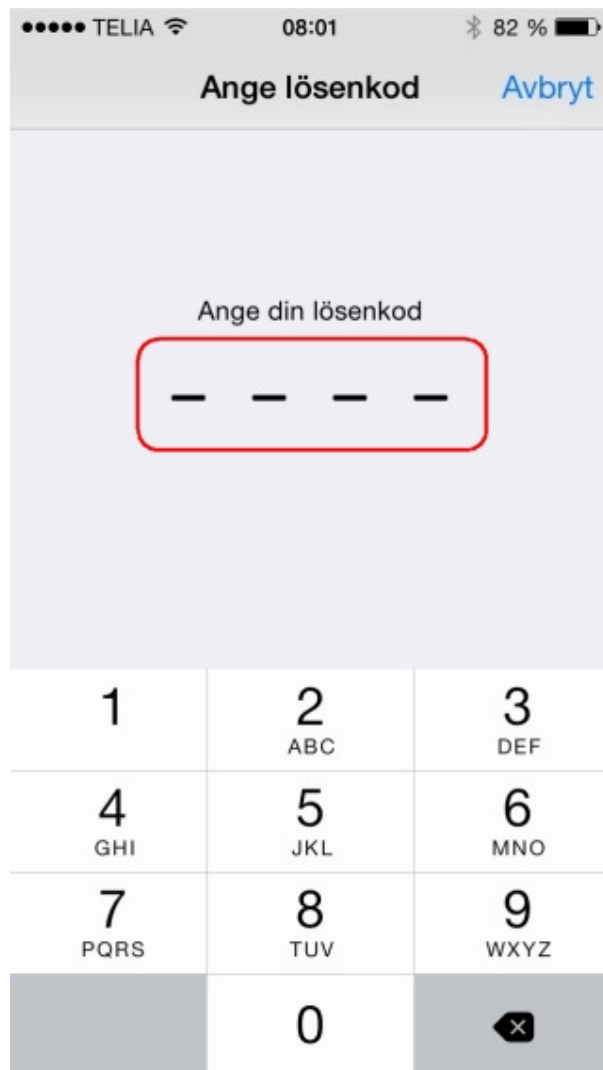 TELIA 08:01 82 %
Ange lösenkod Avbryt
Ange din lösenkod
1 2 3
ABC DEF
4 5 6
GHI JKL MNO
7 8 9
PQRS TUV WXYZ
0